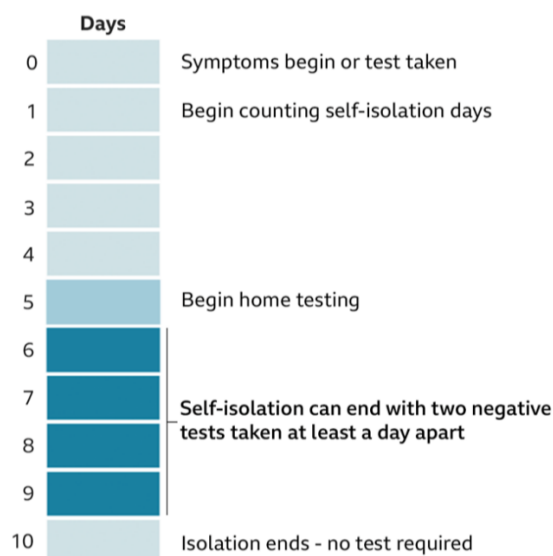 Days
0 Symptoms begin or test taken
1 Begin counting self-isolation days
2
3
4
5 Begin home testing
6
7
Self-isolation can end with two negative
tests taken at least a day apart
8
9
10 Isolation ends - no test required